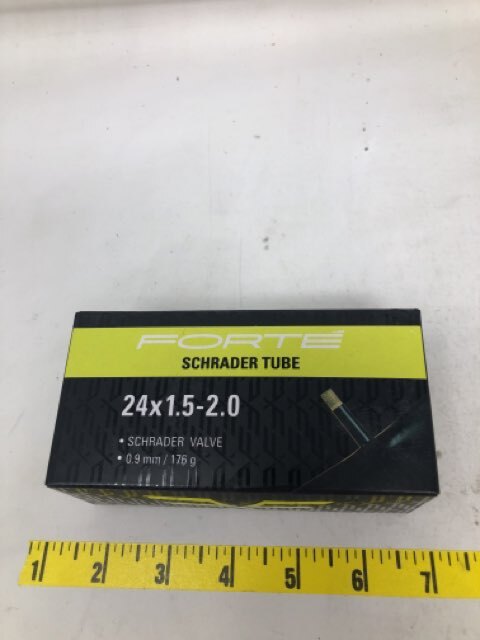 FORTÉ
SCHRADER TUBE
24x1.5-2.0
• SCHRADER VALVE
• 0.9 mm / 176 g
1 2 3 4 5 6 7